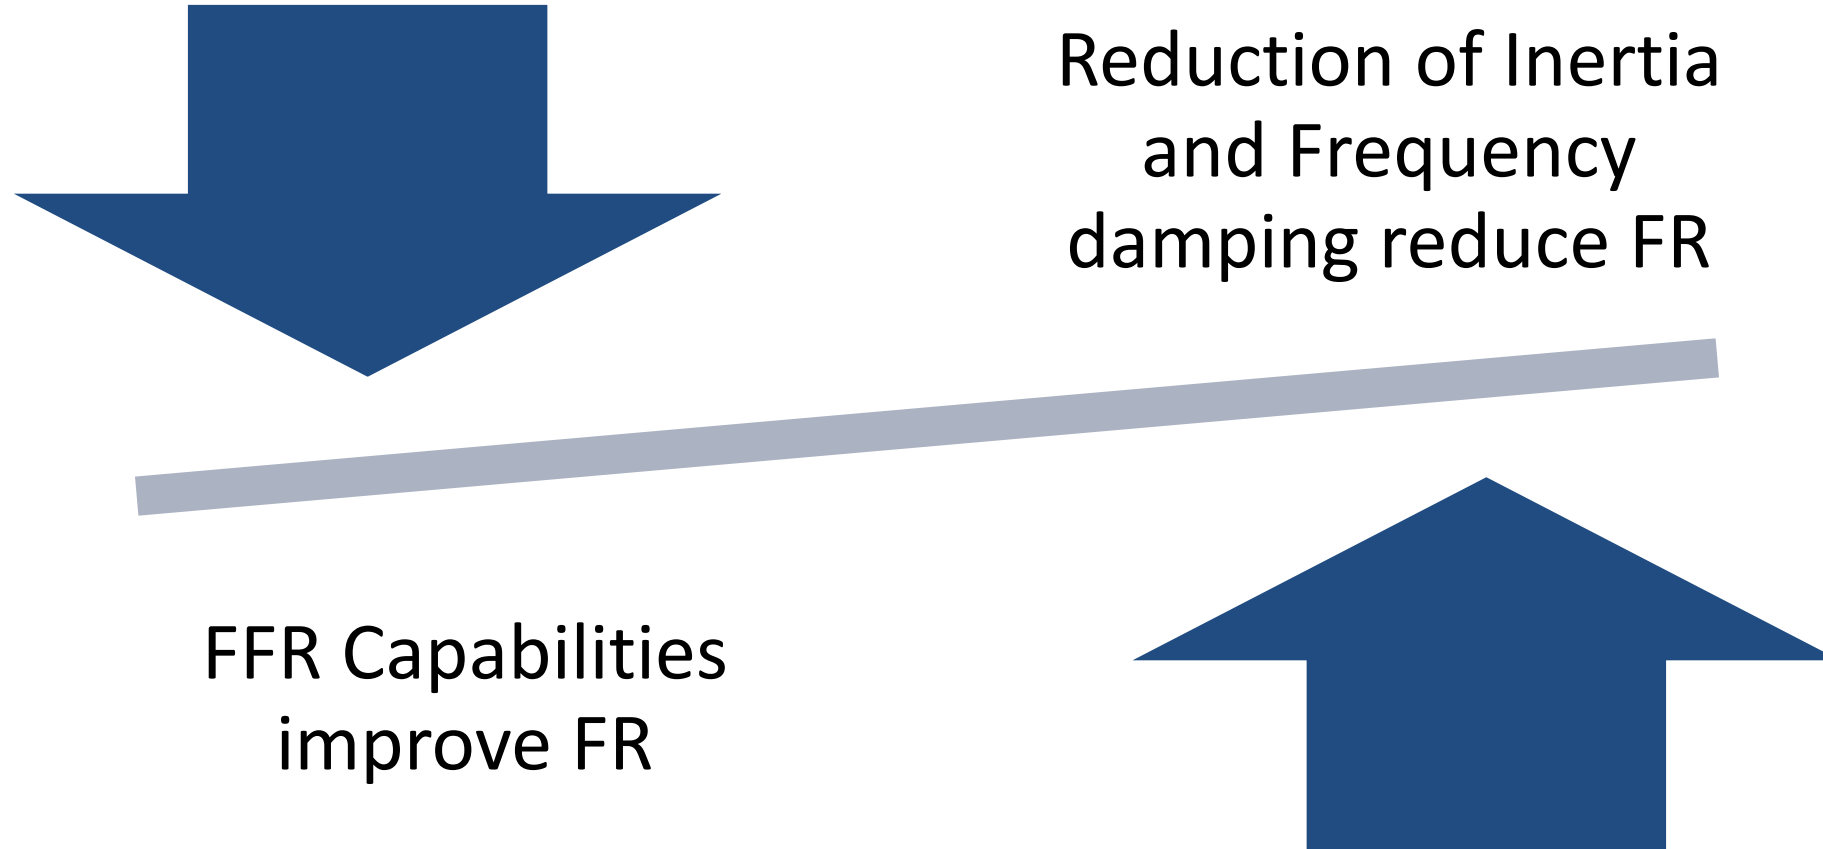 Reduction of Inertia
and Frequency
damping reduce FR
FFR Capabilities
improve FR